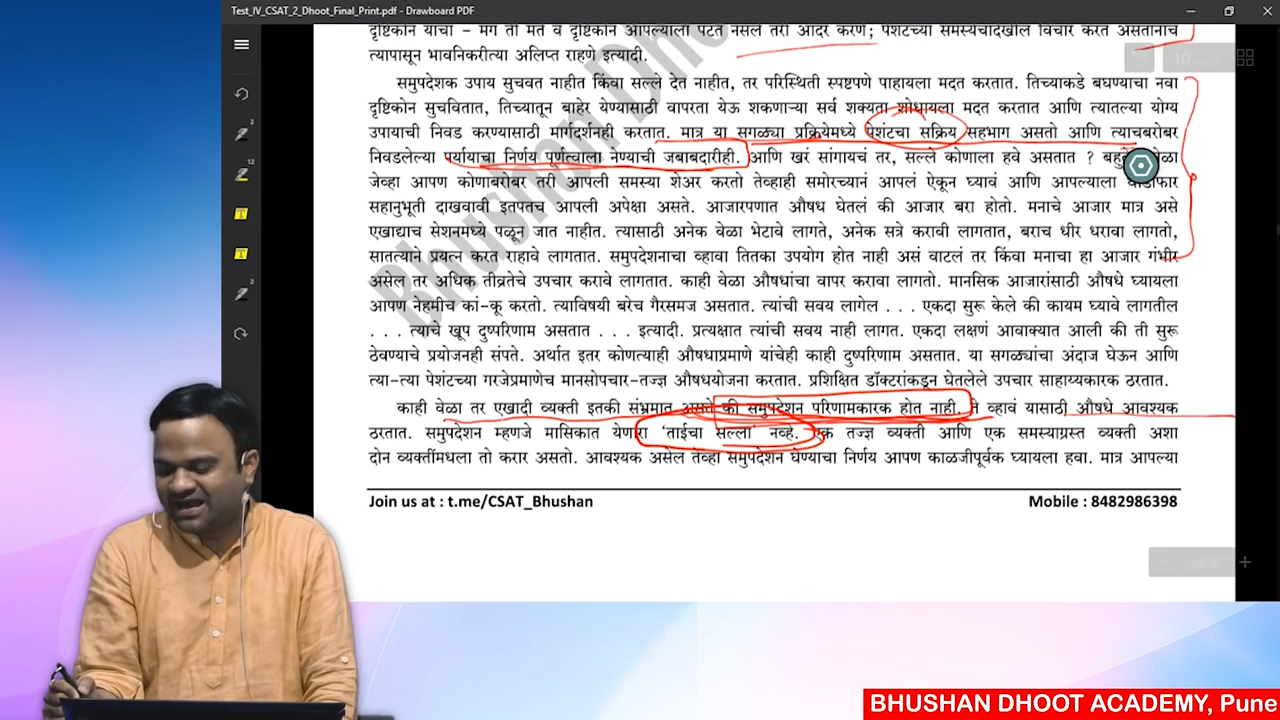 Test_IV_CSAT_2_Dhoot_Final_Print.pdf - Drawboard PDF
दृष्टिकोन यांचा – मग ती मते व दृष्टिकोन आपल्याला पटत नसले तरी आदर करणे; पेशंटच्या समस्येचादेखील विचार करत असतानाच
त्यापासून भावनिकरीत्या अलिप्त राहणे इत्यादी.
समुपदेशक उपाय सुचवत नाहीत किंवा सल्ले देत नाहीत, तर परिस्थिती स्पष्टपणे पाहायला मदत करतात. तिच्याकडे बघण्याचा नवा
दृष्टिकोन सुचवितात, तिच्यातून बाहेर येण्यासाठी वापरता येऊ शकणाऱ्या सर्व शक्यता शोधायला मदत करतात आणि त्यातल्या योग्य
उपायाची निवड करण्यासाठी मार्गदर्शनही करतात. मात्र या सगळ्या प्रक्रियेमध्ये पेशंटचा सक्रिय सहभाग असतो आणि त्याचबरोबर
निवडलेल्या पर्यायाचा निर्णय पूर्णत्वाला नेण्याची जबाबदारीही. आणि खरं सांगायचं तर, सल्ले कोणाला हवे असतात ?
जेव्हा आपण कोणाबरोबर तरी आपली समस्या शेअर करतो तेव्हाही समोरच्यानं आपलं ऐकून घ्यावं आणि आपल्याला
सहानुभूती दाखवावी इतपतच आपली अपेक्षा असते. आजारपणात औषध घेतलं की आजार बरा होतो. मनाचे आजार मात्र असे
एखाद्याच सेशनमध्ये पळून जात नाहीत. त्यासाठी अनेक वेळा भेटावे लागते, अनेक सत्रे करावी लागतात, बराच धीर धरावा लागतो,
सातत्याने प्रयत्न करत राहावे लागतात. समुपदेशनाचा व्हावा तितका उपयोग होत नाही असं वाटलं तर किंवा मनाचा हा आजार गंभीर
असेल तर अधिक तीव्रतेचे उपचार करावे लागतात. काही वेळा औषधांचा वापर करावा लागतो. मानसिक आजारांसाठी औषधे घ्यायला
आपण नेहमीच कां-कू करतो. त्याविषयी बरेच गैरसमज असतात. त्यांची सवय लागेल . . . एकदा सुरू केले की कायम घ्यावे लागतील
. . . त्याचे खूप दुष्परिणाम असतात . . . इत्यादी. प्रत्यक्षात त्यांची सवय नाही लागत. एकदा लक्षणं आवाक्यात आली की ती सुरू
ठेवण्याचे प्रयोजनही संपते. अर्थात इतर कोणत्याही औषधाप्रमाणे यांचेही काही दुष्परिणाम असतात. या सगळ्यांचा अंदाज घेऊन आणि
त्या-त्या पेशंटच्या गरजेप्रमाणेच मानसोपचार-तज्ज्ञ औषधयोजना करतात. प्रशिक्षित डॉक्टरांकडून घेतलेले उपचार साहाय्यकारक ठरतात.
काही वेळा तर एखादी व्यक्ती इतकी संभ्रमात असते की समुपदेशन परिणामकारक होत नाही. ते व्हावं यासाठी औषधे आवश्यक
ठरतात. समुपदेशन म्हणजे मासिकात येणारा 'ताईचा सल्ला' नव्हे. एक तज्ज्ञ व्यक्ती आणि एक समस्याग्रस्त व्यक्ती अशा
दोन व्यक्तींमधला तो करार असतो. आवश्यक असेल तेव्हा समुपदेशन घेण्याचा निर्णय आपण काळजीपूर्वक घ्यायला हवा. मात्र आपल्या
Join us at : t.me/CSAT_Bhushan
Mobile : 8482986398
BHUSHAN DHOOT ACADEMY, Pune